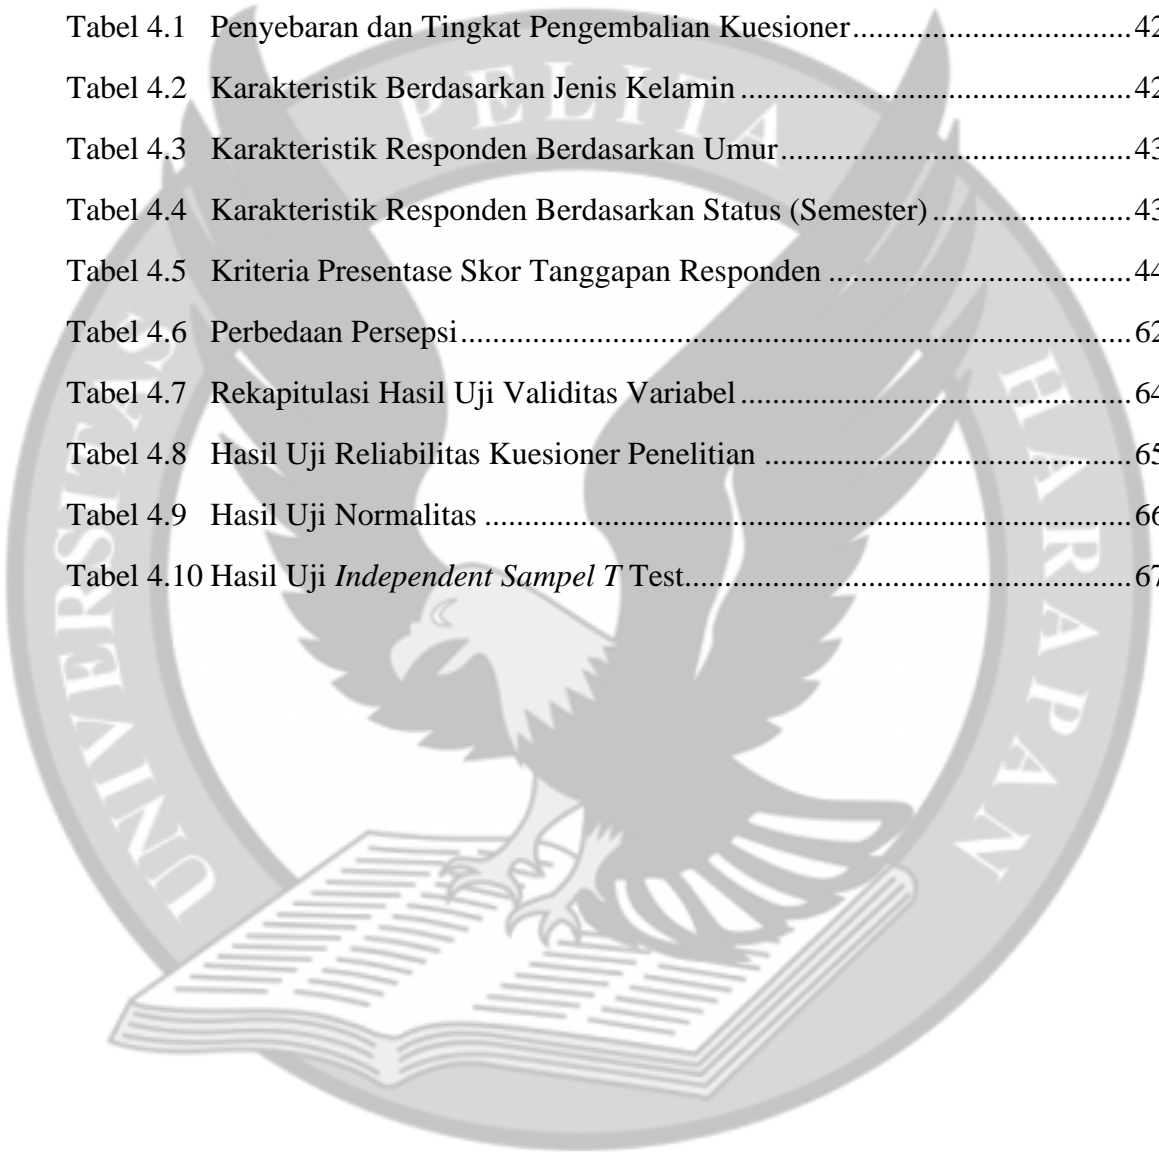 Tabel 4.1 Penyebaran dan Tingkat Pengembalian Kuesioner..................................42
Tabel 4.2 Karakteristik Berdasarkan Jenis Kelamin................................................42
Tabel 4.3 Karakteristik Responden Berdasarkan Umur...........................................43
Tabel 4.4 Karakteristik Responden Berdasarkan Status (Semester)........................43
Tabel 4.5 Kriteria Presentase Skor Tanggapan Responden.....................................44
Tabel 4.6 Perbedaan Persepsi..................................................................................62
Tabel 4.7 Rekapitulasi Hasil Uji Validitas Variabel................................................64
Tabel 4.8 Hasil Uji Reliabilitas Kuesioner Penelitian.............................................65
Tabel 4.9 Hasil Uji Normalitas...............................................................................66
Tabel 4.10 Hasil Uji Independent Sampel T Test......................................................67
UNIVERSITAS PELITA HARAPAN